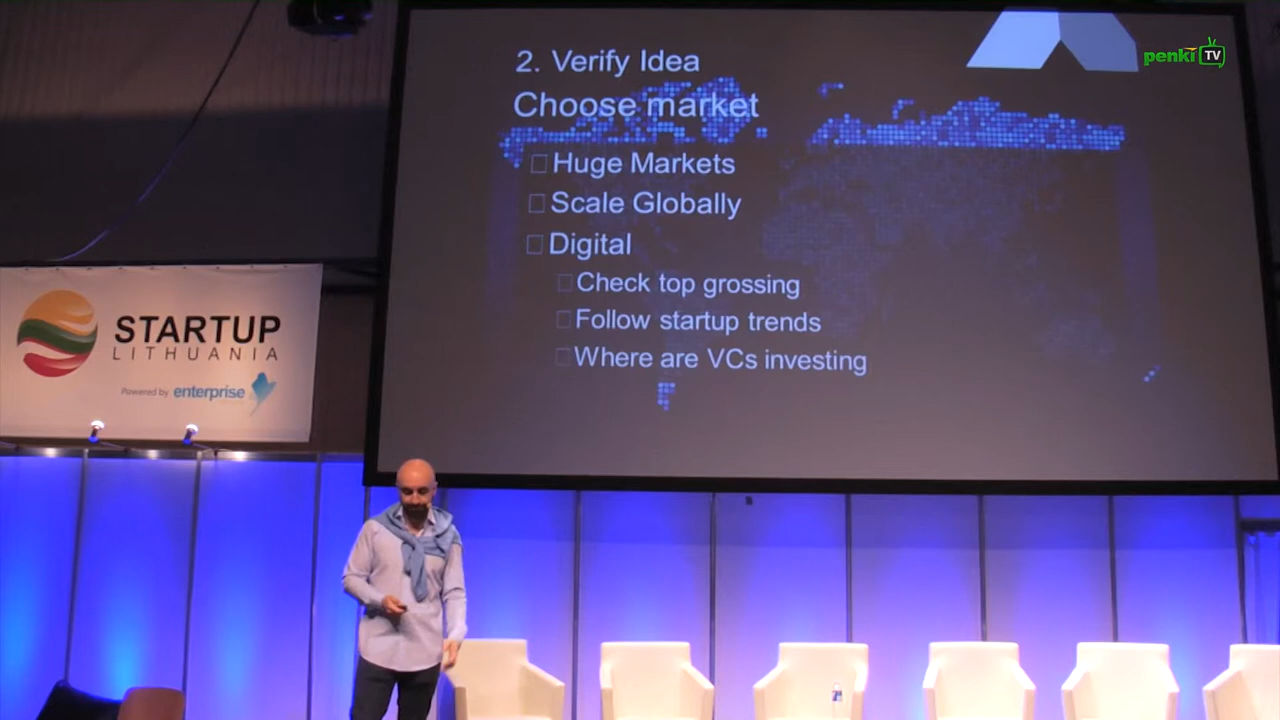 2. Verify Idea
Choose market
Huge Markets
Scale Globally
Digital
Check top grossing
Follow startup trends
Where are VCs investing
penki TV
STARTUP
LITHUANIA
Powered by enterprise